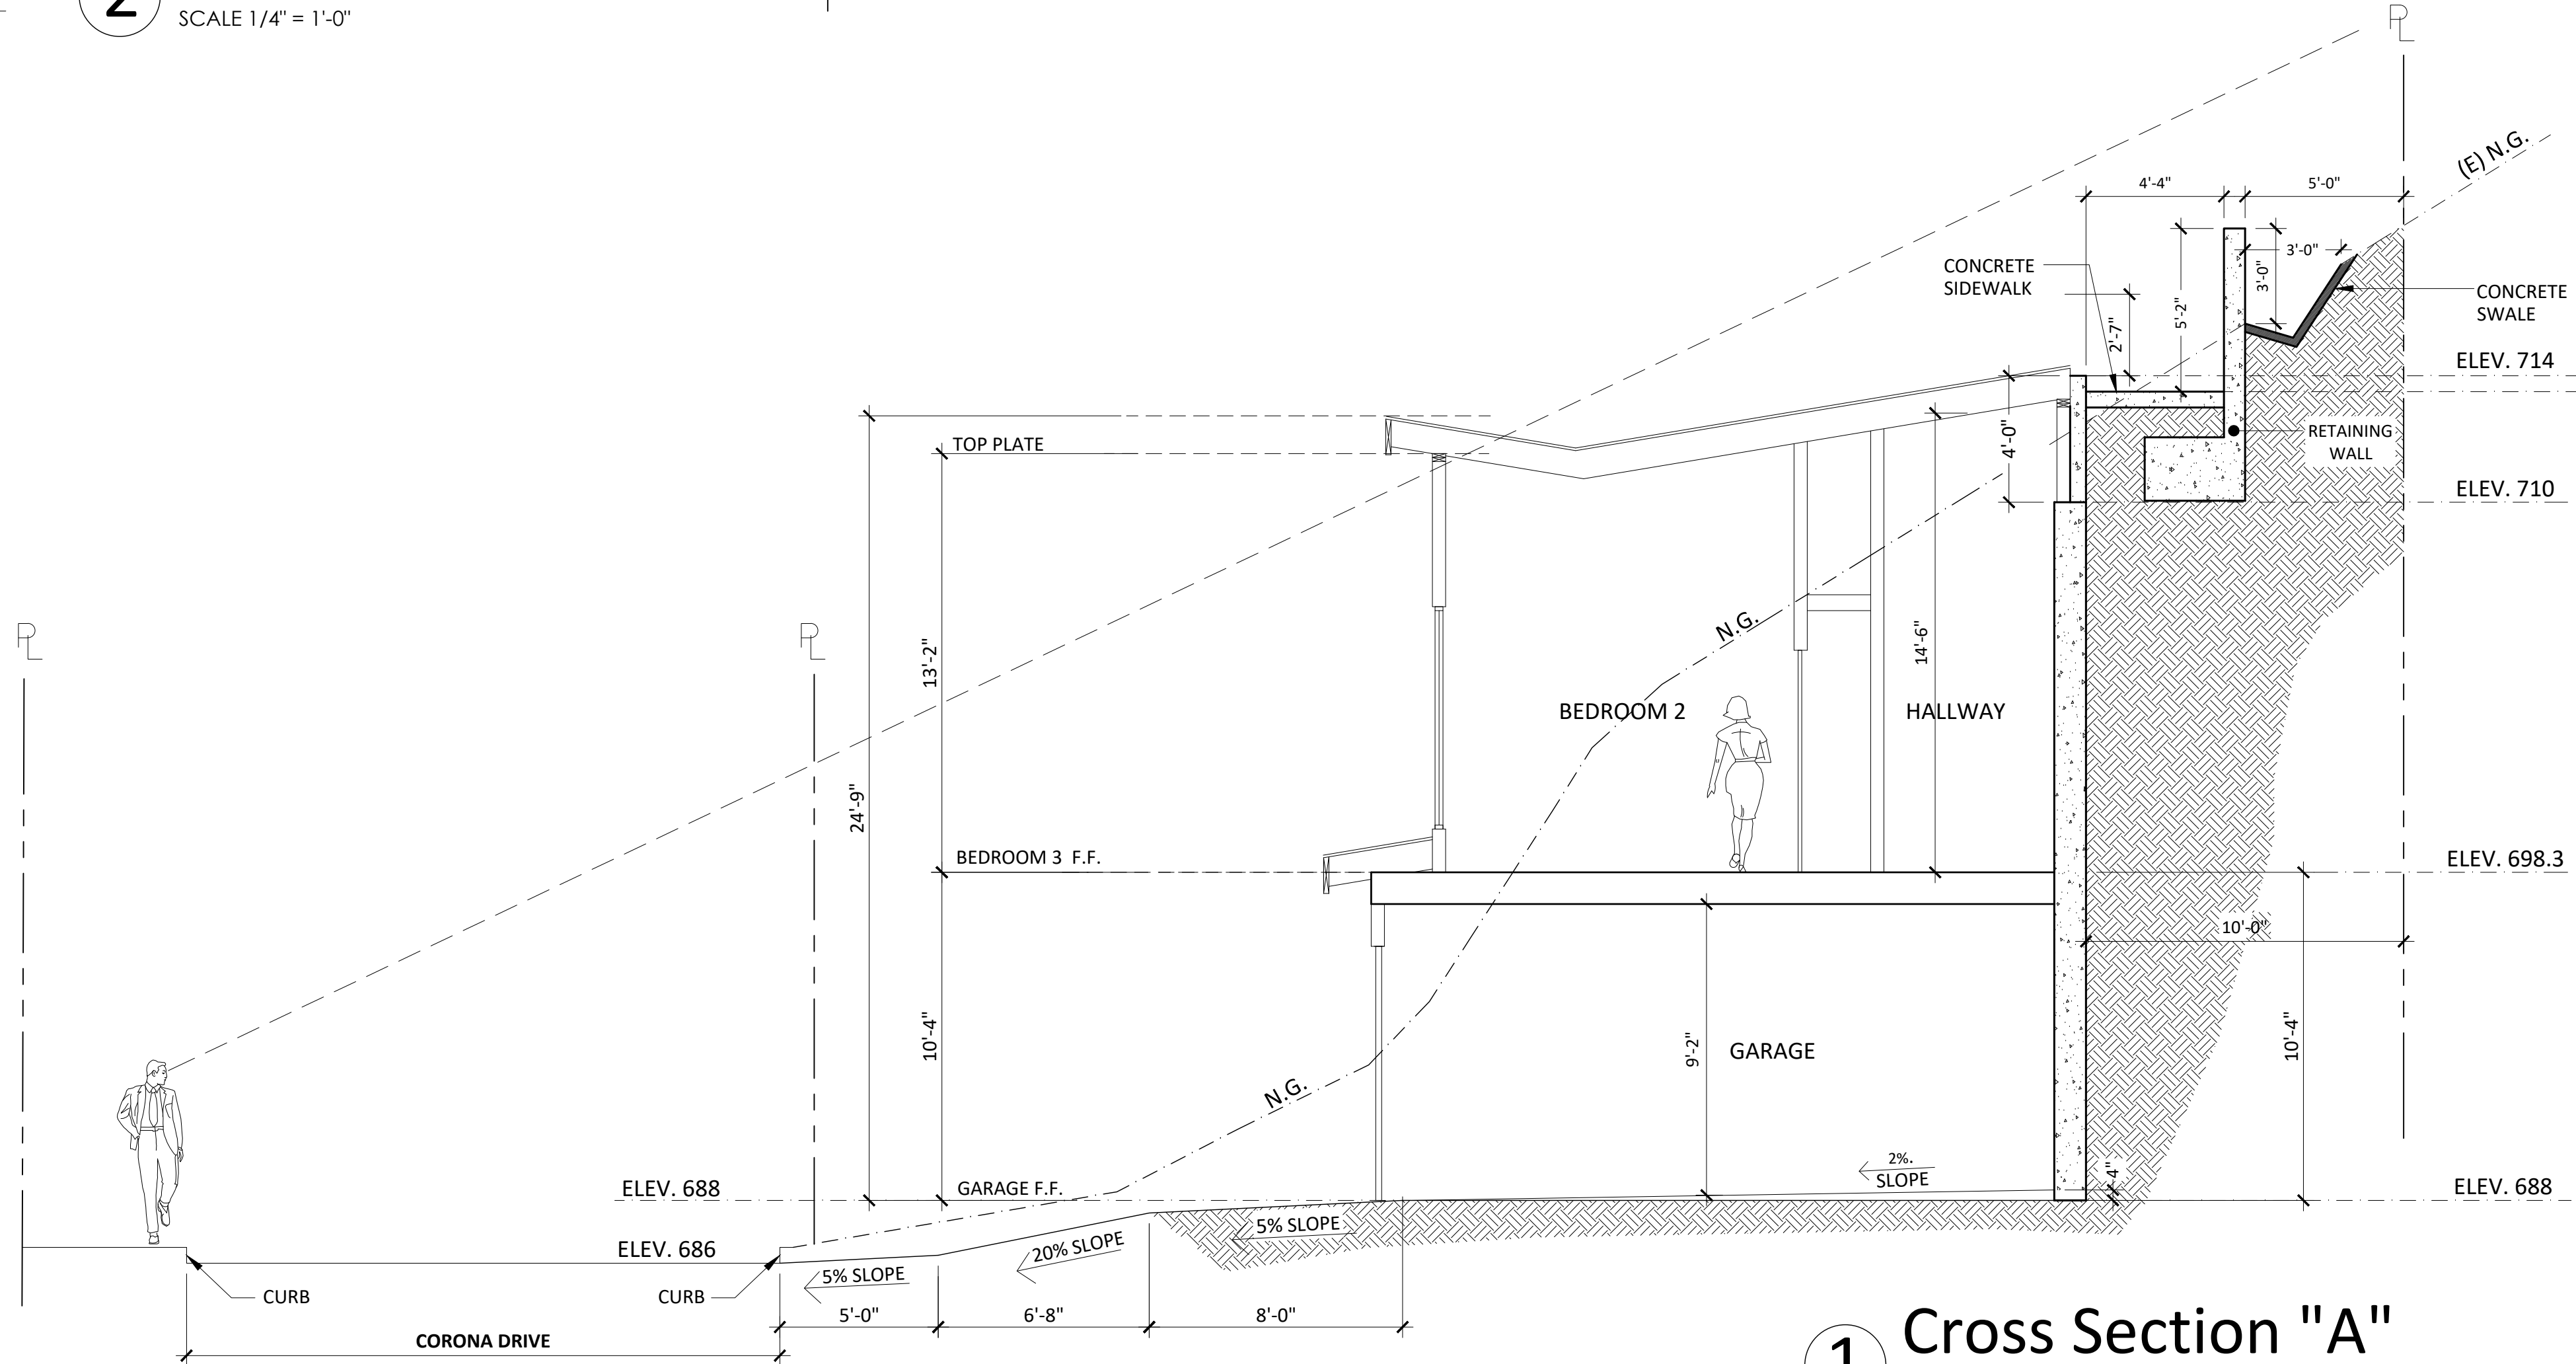 2
SCALE 1/4" = 1'-0"
PL
(E) N.G.
4'-4"
5'-0"
3'-0"
3'-0"
5'-2"
2'-7"
CONCRETE
SIDEWALK
CONCRETE
SWALE
ELEV. 714
RETAINING
WALL
4'-0"
ELEV. 710
TOP PLATE
PL
PL
13'-2"
24'-9"
N.G.
14'-6"
BEDROOM 2
HALLWAY
BEDROOM 3 F.F.
ELEV. 698.3
10'-0"
10'-4"
9'-2"
GARAGE
10'-4"
N.G.
2%.
SLOPE
4"
ELEV. 688
GARAGE F.F.
ELEV. 688
5% SLOPE
20% SLOPE
ELEV. 686
5% SLOPE
CURB
CURB
5'-0"
6'-8"
8'-0"
CORONA DRIVE
1
Cross Section "A"